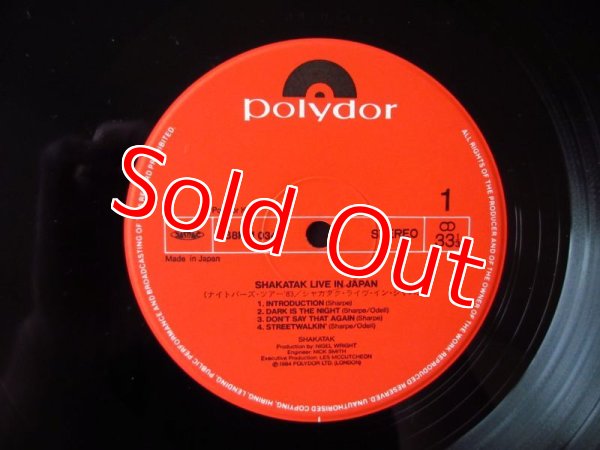 polydor
Sold Out
1
STEREO
33 1/3
Made in Japan
SHAKATAK LIVE IN JAPAN
1. INTRODUCTION (Sharpe)
2. DARK IS THE NIGHT (Sharpe/Odell)
3. DON'T SAY THAT AGAIN (Sharpe)
4. STREETWALKIN' (Sharpe/Odell)
SHAKATAK
Production by: NIGEL WRIGHT
Engineer: NICK SMITH
Executive Production: LES McCUTCHEON
℗ 1984 POLYDOR LTD. (LONDON)
ALL RIGHTS OF THE PRODUCER AND OF THE OWNER OF THE WORK REPRODUCED RESERVED. UNAUTHORISED COPYING, HIRING, LENDING, PUBLIC PERFORMANCE AND BROADCASTING OF PROHIBITED.